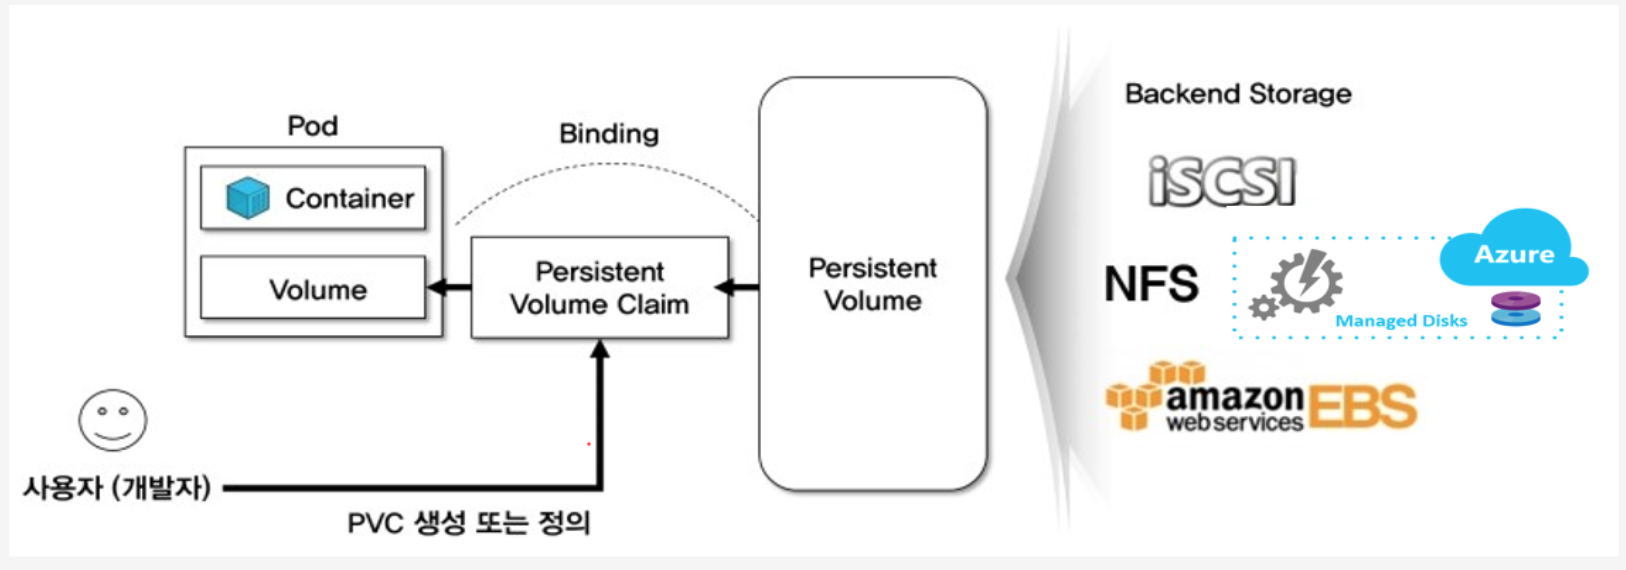 Pod
Container
Volume
Binding
Persistent
Volume Claim
Persistent
Volume
사용자 (개발자)
PVC 생성 또는 정의
Backend Storage
iSCSI
NFS
Azure
Managed Disks
amazon
web services
EBS